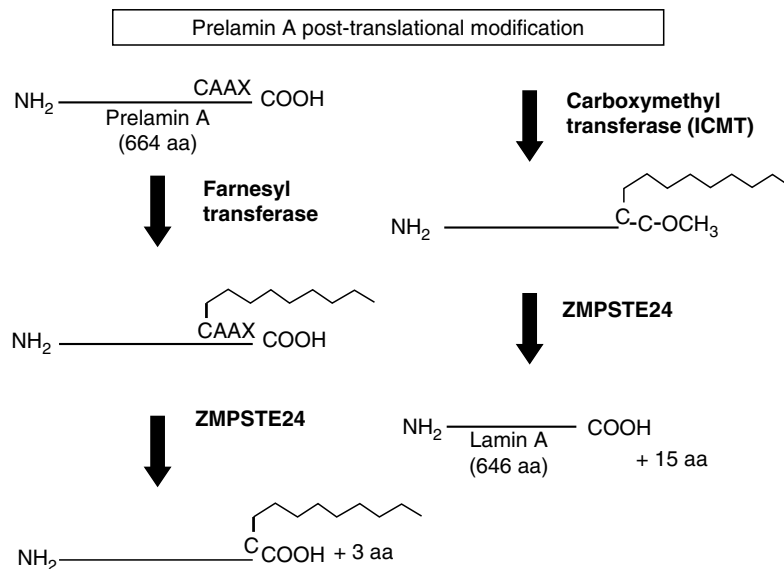 Prelamin A post-translational modification
CAAX
NH2 COOH
Prelamin A
(664 aa)
Farnesyl
transferase
CAAX
NH2 COOH
ZMPSTE24
C
NH2 COOH + 3 aa
Carboxymethyl
transferase (ICMT)
NH2 C-C-OCH3
ZMPSTE24
NH2 COOH
Lamin A
(646 aa) + 15 aa